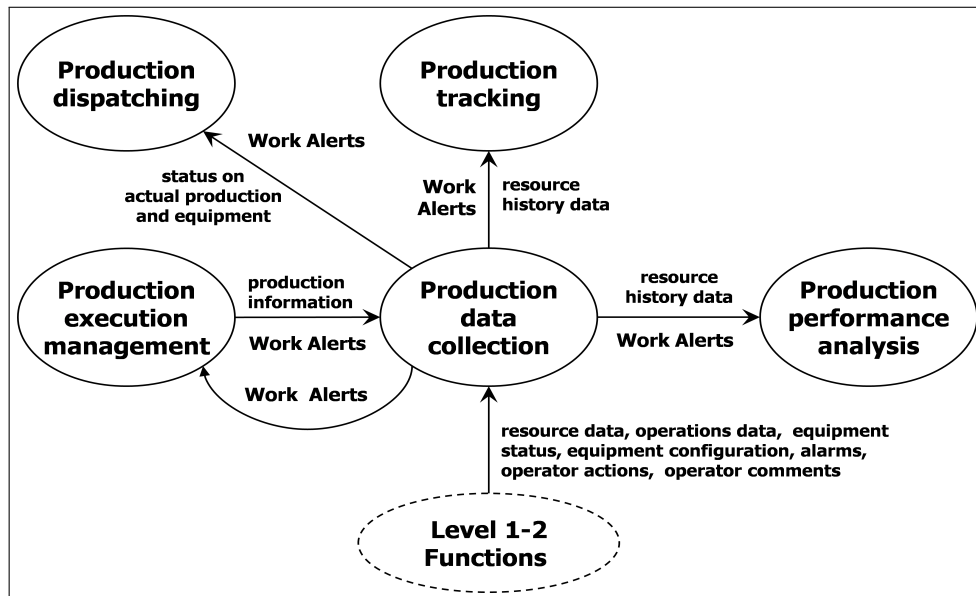 Production
dispatching
Production
tracking
Work Alerts
status on
actual production
and equipment
Work
Alerts
resource
history data
Production
execution
management
production
information
Work Alerts
Production
data
collection
resource
history data
Work Alerts
Production
performance
analysis
Work Alerts
resource data, operations data, equipment
status, equipment configuration, alarms,
operator actions, operator comments
Level 1-2
Functions